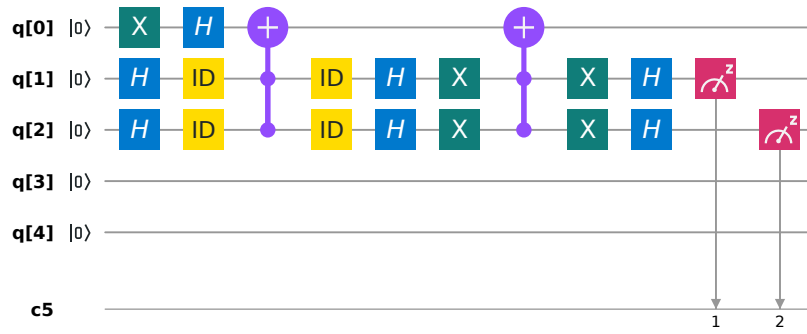 q[0] |0⟩ X H +
q[1] |0⟩ H ID ID H X X H z
q[2] |0⟩ H ID ID H X X H z
q[3] |0⟩
q[4] |0⟩
c5
1 2